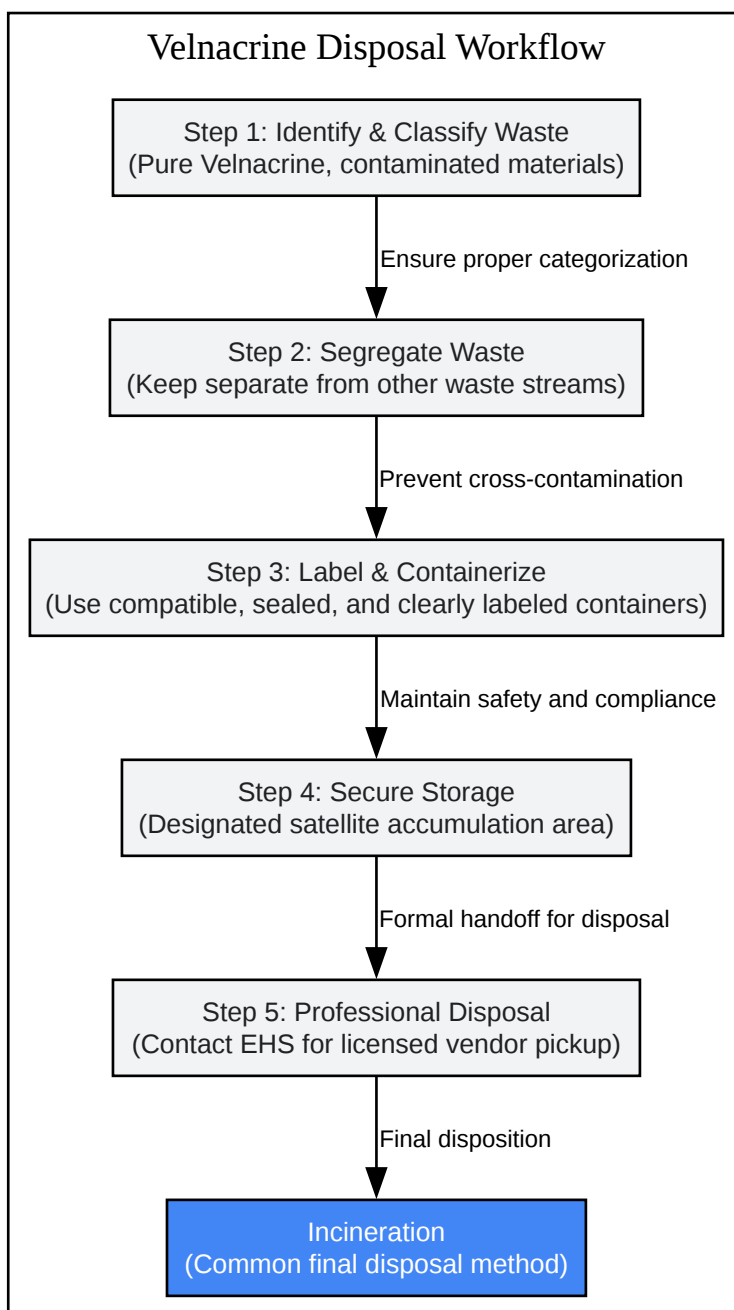 Velnacrine Disposal Workflow
Step 1: Identify & Classify Waste
(Pure Velnacrine, contaminated materials)
Ensure proper categorization
Step 2: Segregate Waste
(Keep separate from other waste streams)
Prevent cross-contamination
Step 3: Label & Containerize
(Use compatible, sealed, and clearly labeled containers)
Maintain safety and compliance
Step 4: Secure Storage
(Designated satellite accumulation area)
Formal handoff for disposal
Step 5: Professional Disposal
(Contact EHS for licensed vendor pickup)
Final disposition
Incineration
(Common final disposal method)